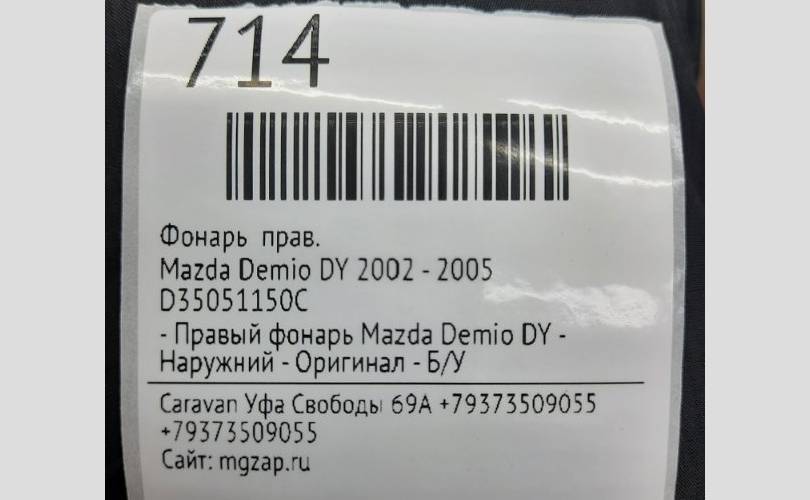 714
Фонарь прав.
Mazda Demio DY 2002 - 2005
D35051150C
- Правый фонарь Mazda Demio DY -
Наружний - Оригинал - Б/У
Caravan Уфа Свободы 69А +79373509055
+79373509055
Сайт: mgzap.ru